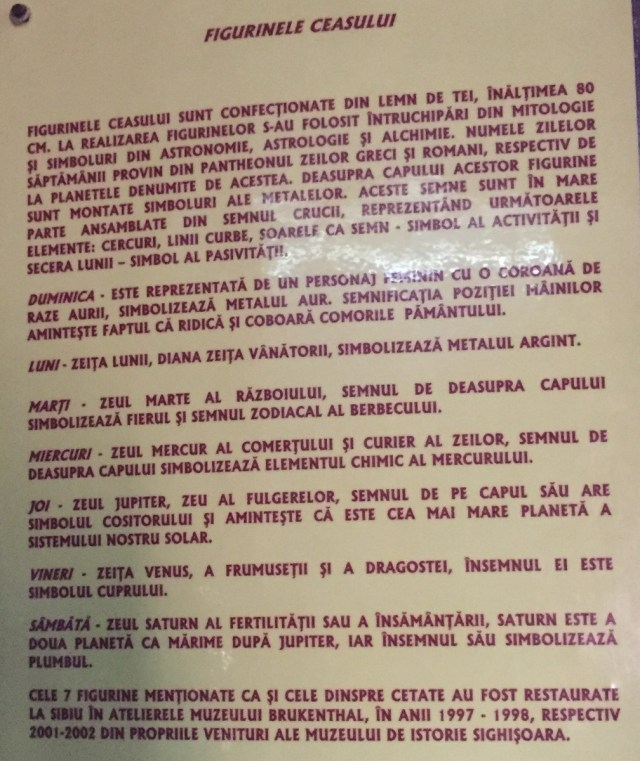 FIGURINELE CEASULUI
FIGURINELE CEASULUI SUNT CONFECȚIONATE DIN LEMN DE TEI, ÎNĂLȚIMEA 80
CM. LA REALIZAREA FIGURINELOR S-AU FOLOSIT ÎNTRUCHIPĂRI DIN MITOLOGIE
ȘI SIMBOLURI DIN ASTRONOMIE, ASTROLOGIE ȘI ALCHIMIE. NUMELE ZILELOR
SĂPTĂMÂNII PROVIN DIN PANTHEONUL ZEILOR GRECI ȘI ROMANI, RESPECTIV DE
LA PLANETELE DENUMITE DE ACESTEA. DEASUPRA CAPULUI ACESTOR FIGURINE
SUNT MONTATE SIMBOLURI ALE METALELOR. ACESTE SEMNE SUNT ÎN MARE
PARTE ANSAMBLATE DIN SEMNUL CRUCII, REPREZENTÂND URMĂTOARELE
ELEMENTE: CERCURI, LINII CURBE, ȘOARELE CA SEMN - SIMBOL AL ACTIVITĂȚII ȘI
SECERA LUNII – SIMBOL AL PASIVITĂȚII.
DUMINICA - ESTE REPREZENTATĂ DE UN PERSONAJ FEMININ CU O COROANĂ DE
RAZE AURII, SIMBOLIZEAZĂ METALUL AUR. SEMNIFICAȚIA POZIȚIEI MÂINILOR
AMINTEȘTE FAPTUL CĂ RIDICĂ ȘI COBOARĂ COMORILE PĂMÂNTULUI.
LUNI - ZEIȚA LUNII, DIANA ZEIȚA VÂNĂTORII, SIMBOLIZEAZĂ METALUL ARGINT.
MARȚI - ZEUL MARTE AL RĂZBOIULUI, SEMNUL DE DEASUPRA CAPULUI
SIMBOLIZEAZĂ FIERUL ȘI SEMNUL ZODIACAL AL BERBECULUI.
MIERCURI - ZEUL MERCUR AL COMERȚULUI ȘI CURIER AL ZEILOR, SEMNUL DE
DEASUPRA CAPULUI SIMBOLIZEAZĂ ELEMENTUL CHIMIC AL MERCURULUI.
JOI - ZEUL JUPITER, ZEU AL FULGERELOR, SEMNUL DE PE CAPUL SĂU ARE
SIMBOLUL COSITORULUI ȘI AMINTEȘTE CĂ ESTE CEA MAI MARE PLANETĂ A
SISTEMULUI NOSTRU SOLAR.
VINERI - ZEIȚA VENUS, A FRUMUSEȚII ȘI A DRAGOSTEI, ÎNSEMNUL EI ESTE
SIMBOLUL CUPRULUI.
SÂMBĂTĂ - ZEUL SATURN AL FERTILITĂȚII SAU A ÎNSĂMÂNȚĂRII, SATURN ESTE A
DOUA PLANETĂ CA MĂRIME DUPĂ JUPITER, IAR ÎNSEMNUL SĂU SIMBOLIZEAZĂ
PLUMBUL.
CELE 7 FIGURINE MENȚIONATE CA ȘI CELE DINSPRE CETATE AU FOST RESTAURATE
LA SIBIU ÎN ATELIERELE MUZEULUI BRUKENTHAL, ÎN ANII 1997 - 1998, RESPECTIV
2001-2002 DIN PROPRIILE VENITURI ALE MUZEULUI DE ISTORIE SIGHIȘOARA.